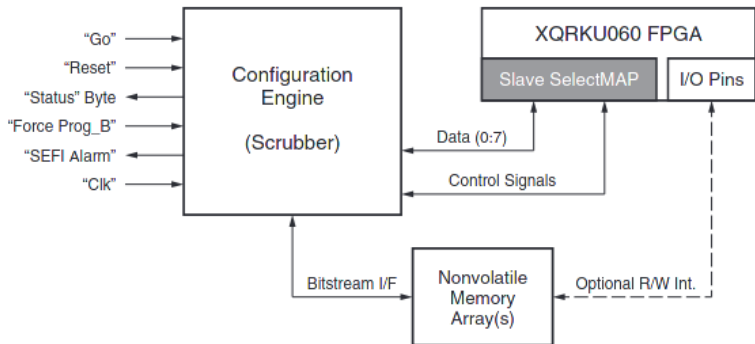 "Go"
"Reset"
"Status" Byte
"Force Prog_B"
"SEFI Alarm"
"Clk"
Configuration
Engine
(Scrubber)
XQRKU060 FPGA
Slave SelectMAP
I/O Pins
Data (0:7)
Control Signals
Bitstream I/F
Nonvolatile
Memory
Array(s)
Optional R/W Int.